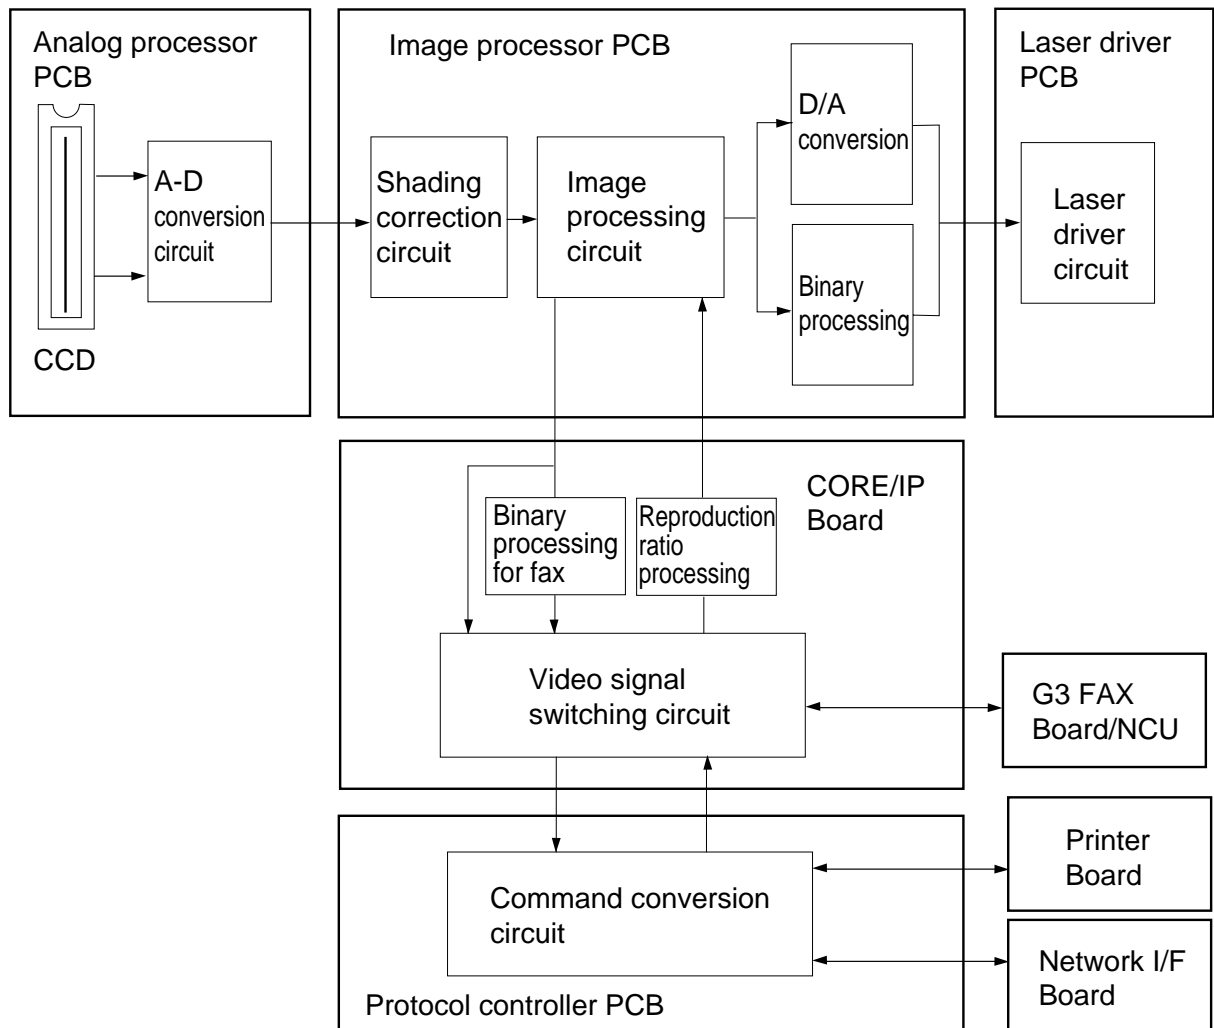 Analog processor
PCB
A-D
conversion
circuit
CCD
Image processor PCB
Shading
correction
circuit
Image
processing
circuit
D/A
conversion
Binary
processing
Laser driver
PCB
Laser
driver
circuit
CORE/IP
Board
Binary
processing
for fax
Reproduction
ratio
processing
Video signal
switching circuit
G3 FAX
Board/NCU
Command conversion
circuit
Protocol controller PCB
Printer
Board
Network I/F
Board